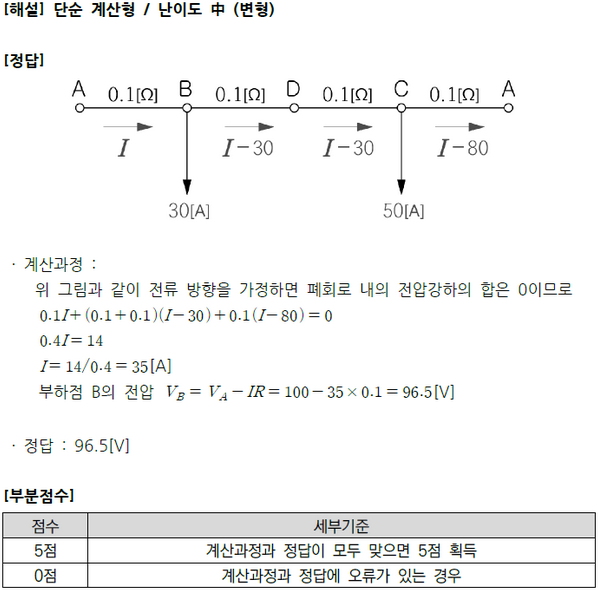 [해설] 단순 계산형 / 난이도 中 (변형)
[정답]
A 0.1[Ω] B 0.1[Ω] D 0.1[Ω] C 0.1[Ω] A
I I-30 I-30 I-80
30[A] 50[A]
· 계산과정 :
위 그림과 같이 전류 방향을 가정하면 폐회로 내의 전압강하의 합은 0이므로
0.1I+(0.1+0.1)(I-30)+0.1(I-80)=0
0.4I=14
I=14/0.4=35[A]
부하점 B의 전압 V_B = V_A - IR = 100 - 35×0.1 = 96.5[V]
· 정답 : 96.5[V]
[부분점수]
점수 세부기준
5점 계산과정과 정답이 모두 맞으면 5점 획득
0점 계산과정과 정답에 오류가 있는 경우